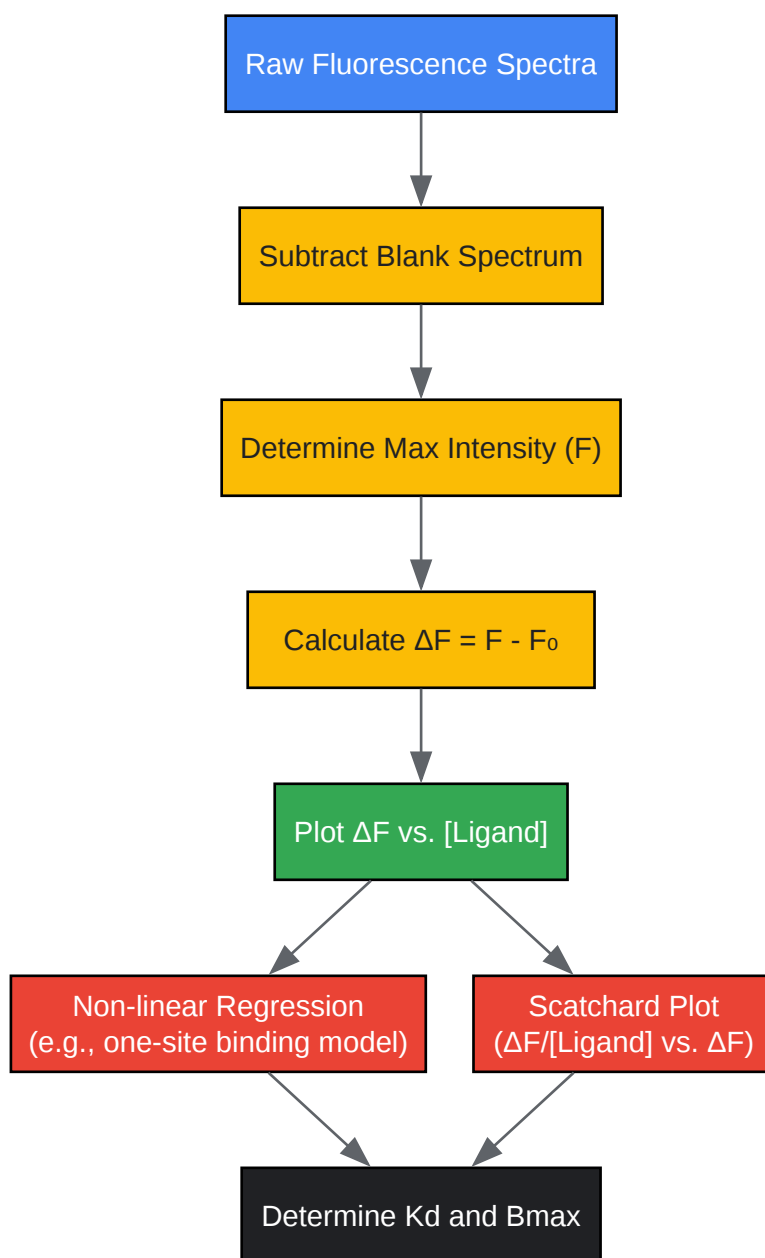 Raw Fluorescence Spectra
Subtract Blank Spectrum
Determine Max Intensity (F)
Calculate ΔF = F - F₀
Plot ΔF vs. [Ligand]
Non-linear Regression
(e.g., one-site binding model)
Scatchard Plot
(ΔF/[Ligand] vs. ΔF)
Determine Kd and Bmax